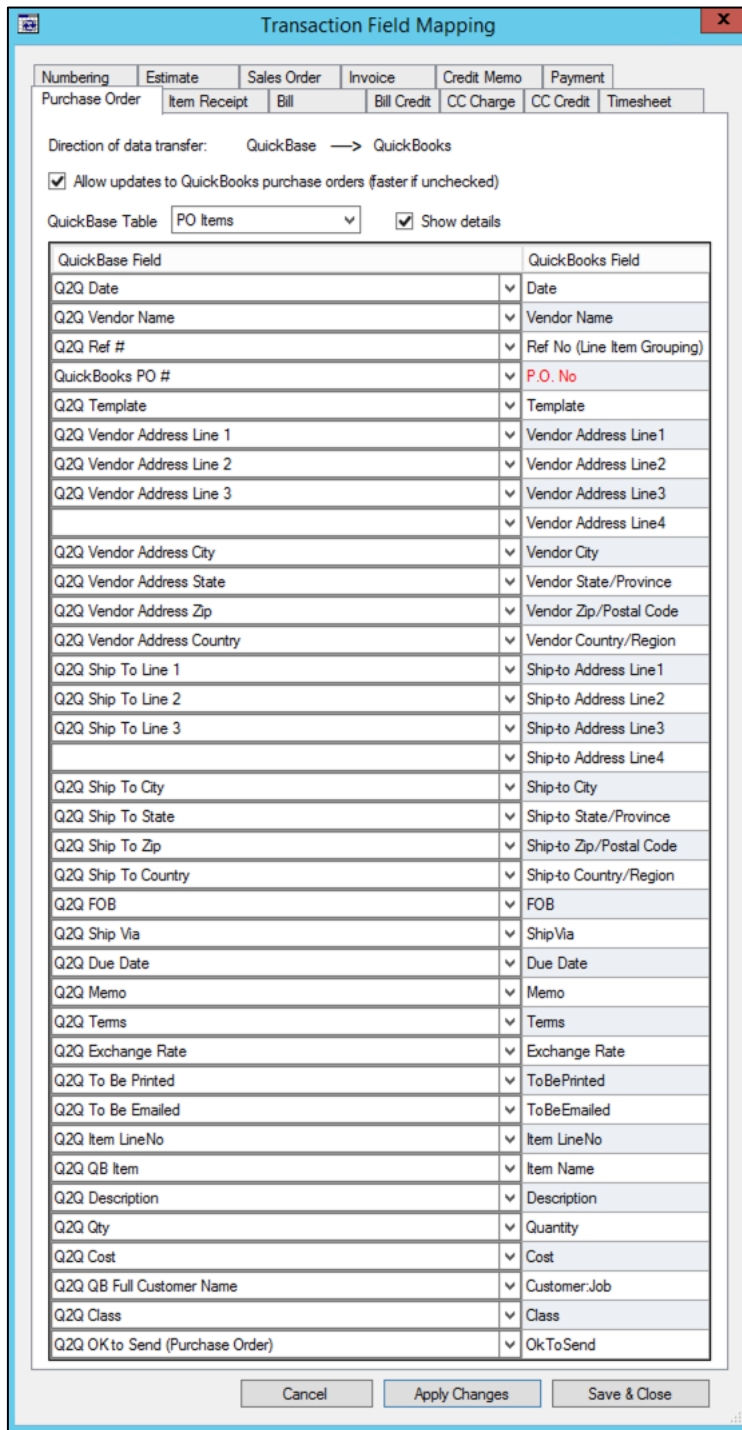 Transaction Field Mapping
x
Numbering Estimate Sales Order Invoice Credit Memo Payment
Purchase Order Item Receipt Bill Bill Credit CC Charge CC Credit Timesheet
Direction of data transfer: QuickBase —> QuickBooks
Allow updates to QuickBooks purchase orders (faster if unchecked)
QuickBase Table PO Items Show details
QuickBase Field QuickBooks Field
Q2Q Date Date
Q2Q Vendor Name Vendor Name
Q2Q Ref # Ref No (Line Item Grouping)
QuickBooks PO # P.O. No
Q2Q Template Template
Q2Q Vendor Address Line 1 Vendor Address Line1
Q2Q Vendor Address Line 2 Vendor Address Line2
Q2Q Vendor Address Line 3 Vendor Address Line3
Vendor Address Line4
Q2Q Vendor Address City Vendor City
Q2Q Vendor Address State Vendor State/Province
Q2Q Vendor Address Zip Vendor Zip/Postal Code
Q2Q Vendor Address Country Vendor Country/Region
Q2Q Ship To Line 1 Ship-to Address Line1
Q2Q Ship To Line 2 Ship-to Address Line2
Q2Q Ship To Line 3 Ship-to Address Line3
Ship-to Address Line4
Q2Q Ship To City Ship-to City
Q2Q Ship To State Ship-to State/Province
Q2Q Ship To Zip Ship-to Zip/Postal Code
Q2Q Ship To Country Ship-to Country/Region
Q2Q FOB FOB
Q2Q Ship Via ShipVia
Q2Q Due Date Due Date
Q2Q Memo Memo
Q2Q Terms Terms
Q2Q Exchange Rate Exchange Rate
Q2Q To Be Printed ToBePrinted
Q2Q To Be Emailed ToBeEmailed
Q2Q Item LineNo Item LineNo
Q2Q QB Item Item Name
Q2Q Description Description
Q2Q Qty Quantity
Q2Q Cost Cost
Q2Q QB Full Customer Name Customer:Job
Q2Q Class Class
Q2Q OK to Send (Purchase Order) OkToSend
Cancel Apply Changes Save & Close